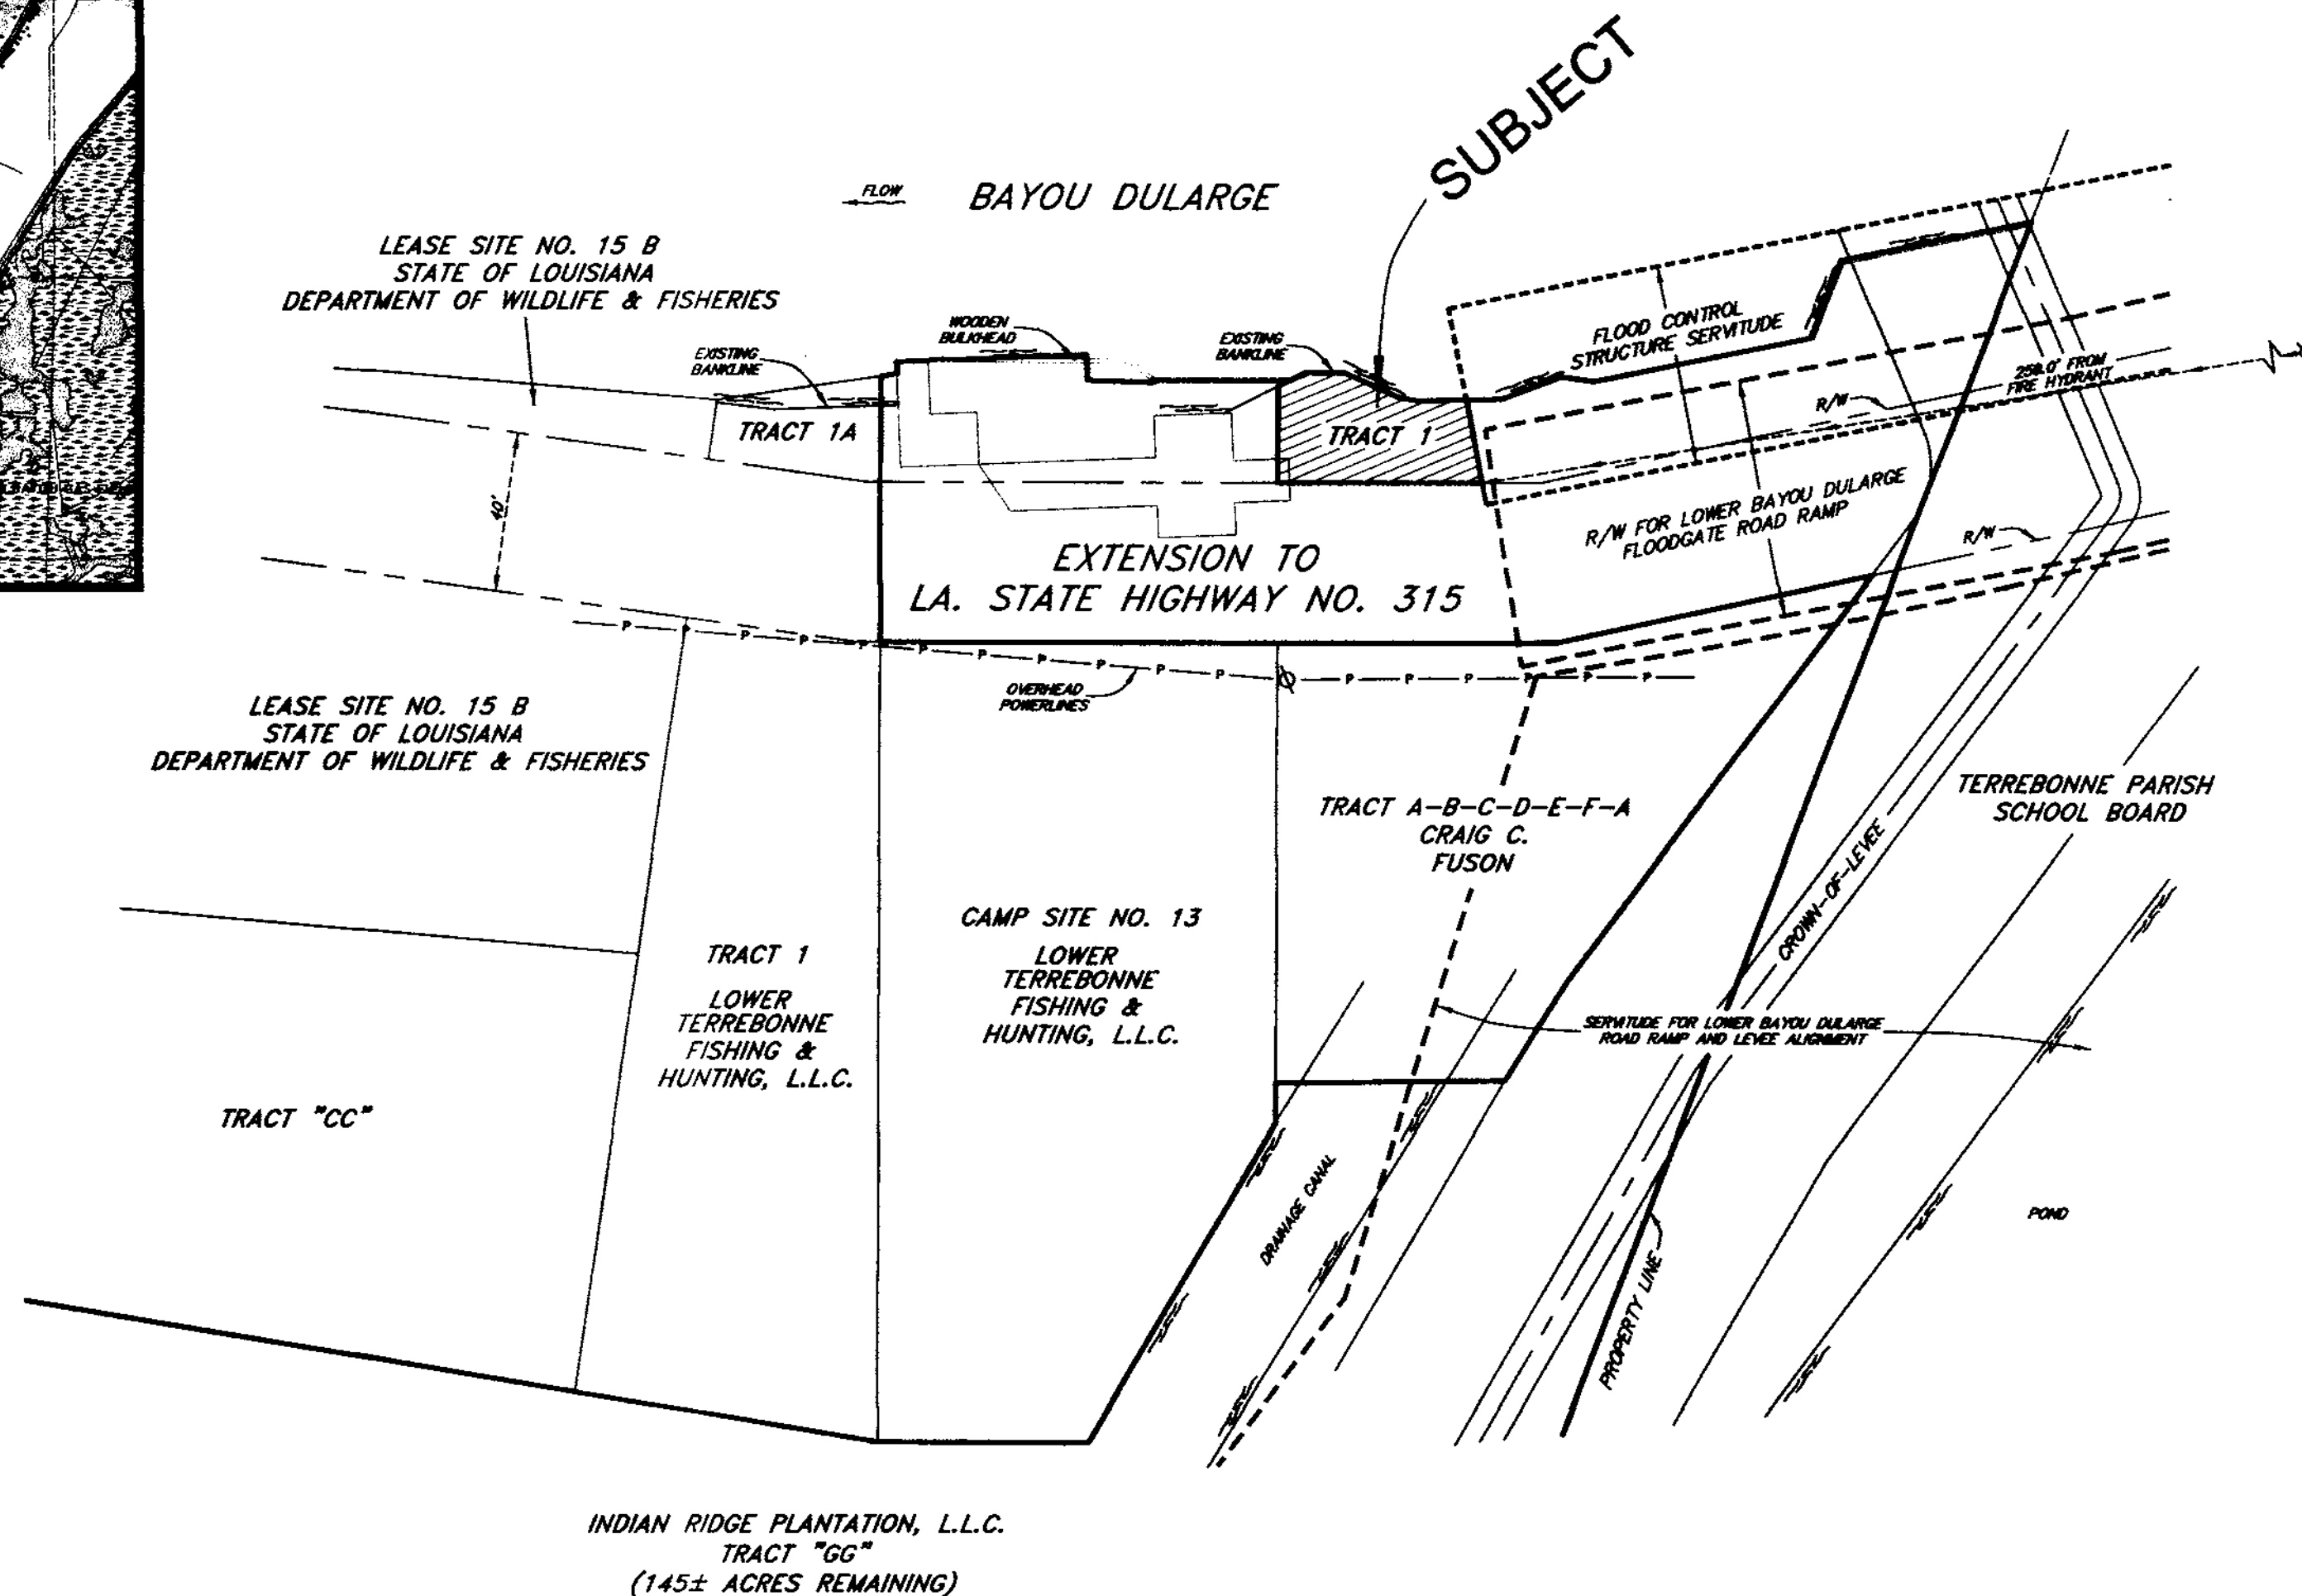 SUBJECT
FLOW
BAYOU DULARGE
LEASE SITE NO. 15 B
STATE OF LOUISIANA
DEPARTMENT OF WILDLIFE & FISHERIES
WOODEN
BULKHEAD
EXISTING
BANKLINE
EXISTING
BANKLINE
FLOOD CONTROL
STRUCTURE SERVITUDE
FROM
FIRE HYDRANT
R/W
TRACT 1A
TRACT 1
40'
R/W FOR LOWER BAYOU DULARGE
FLOODGATE ROAD RAMP
R/W
EXTENSION TO
LA. STATE HIGHWAY NO. 315
P P P P P P P P P P P P P P P P
OVERHEAD
POWERLINES
LEASE SITE NO. 15 B
STATE OF LOUISIANA
DEPARTMENT OF WILDLIFE & FISHERIES
TRACT A-B-C-D-E-F-A
CRAIG C.
FUSON
TERREBONNE PARISH
SCHOOL BOARD
CROWN-OF-LEVEE
CAMP SITE NO. 13
LOWER
TERREBONNE
FISHING &
HUNTING, L.L.C.
TRACT 1
LOWER
TERREBONNE
FISHING &
HUNTING, L.L.C.
SERVITUDE FOR LOWER BAYOU DULARGE
ROAD RAMP AND LEVEE ALIGNMENT
TRACT "CC"
DRAINAGE CANAL
POND
PROPERTY LINE
INDIAN RIDGE PLANTATION, L.L.C.
TRACT "GG"
(145± ACRES REMAINING)